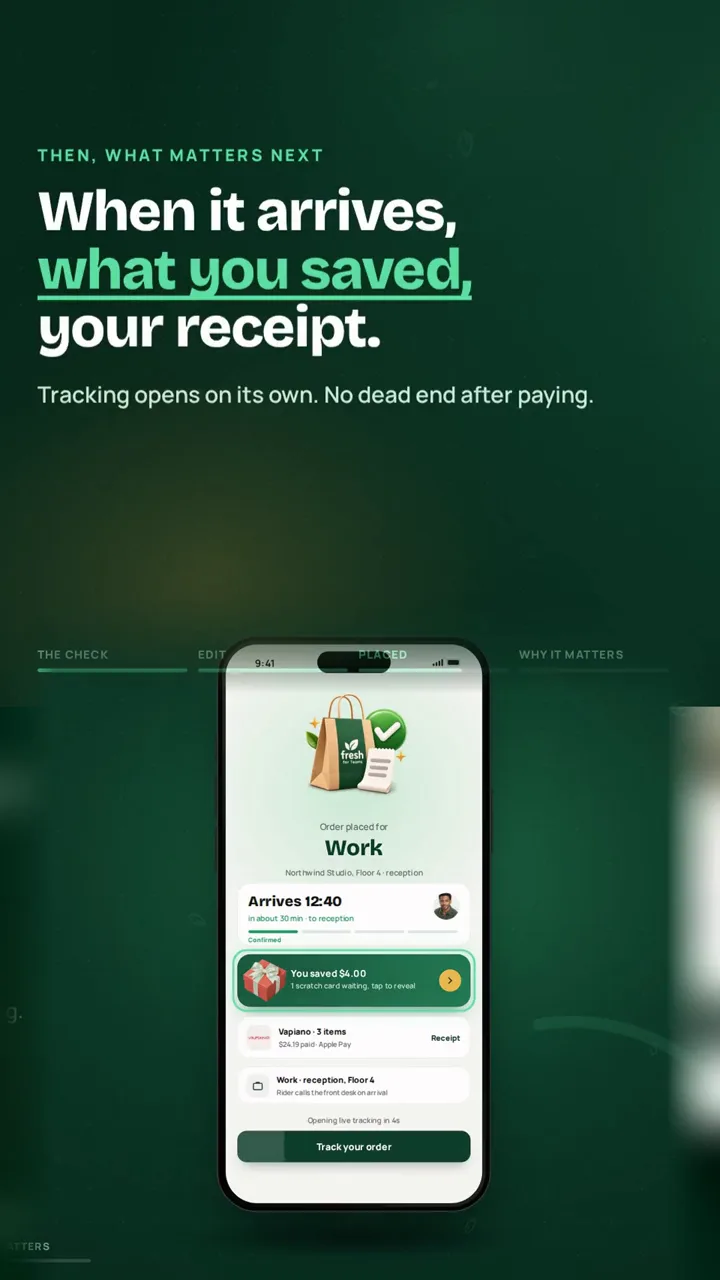 THEN, WHAT MATTERS NEXT
When it arrives,
what you saved,
your receipt.
Tracking opens on its own. No dead end after paying.
THE CHECK
EDIT
PLACED
WHY IT MATTERS
9:41
fresh
for Teams
Order placed for
Work
Northwind Studio, Floor 4 · reception
Arrives 12:40
in about 30 min · to reception
Confirmed
You saved $4.00
1 scratch card waiting, tap to reveal
Vapiano · 3 items
$24.19 paid · Apple Pay
Receipt
Work · reception, Floor 4
Rider calls the front desk on arrival
Opening live tracking in 4s
Track your order
g.
TTERS